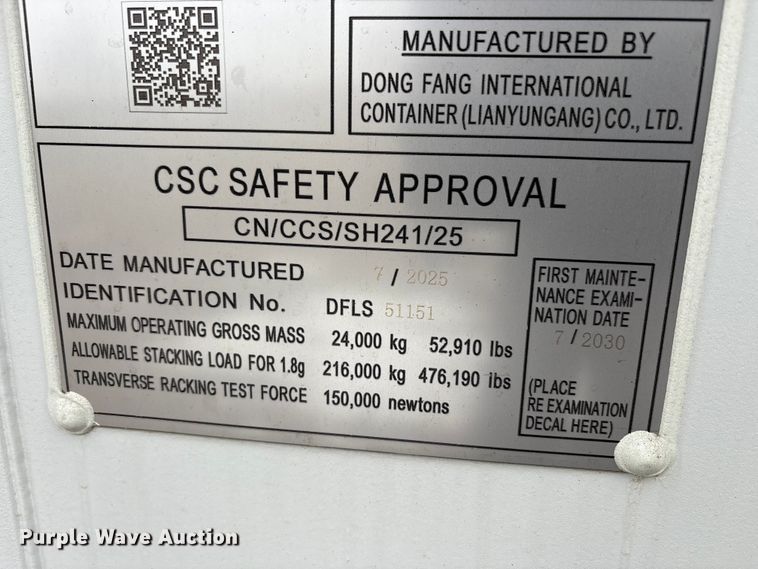 MANUFACTURED BY
DONG FANG INTERNATIONAL
CONTAINER (LIANYUNGANG) CO., LTD.
CSC SAFETY APPROVAL
CN/CCS/SH241/25
DATE MANUFACTURED 7 / 2025
IDENTIFICATION No. DFLS 51151
MAXIMUM OPERATING GROSS MASS 24,000 kg 52,910 lbs
ALLOWABLE STACKING LOAD FOR 1.8g 216,000 kg 476,190 lbs
TRANSVERSE RACKING TEST FORCE 150,000 newtons
FIRST MAINTE-
NANCE EXAMI-
NATION DATE
7 / 2030
(PLACE
RE EXAMINATION
DECAL HERE)
Purple Wave Auction